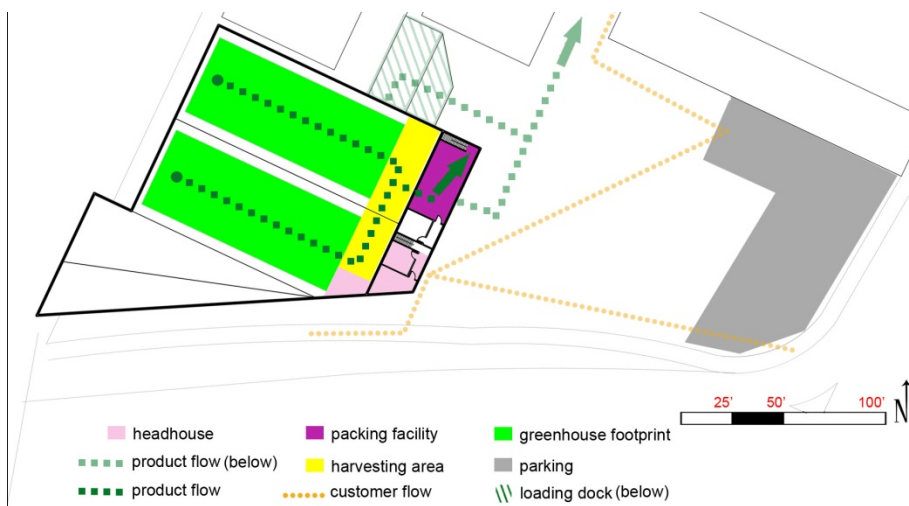 25' 50' 100' N
headhouse packing facility greenhouse footprint
product flow (below) harvesting area parking
product flow customer flow loading dock (below)